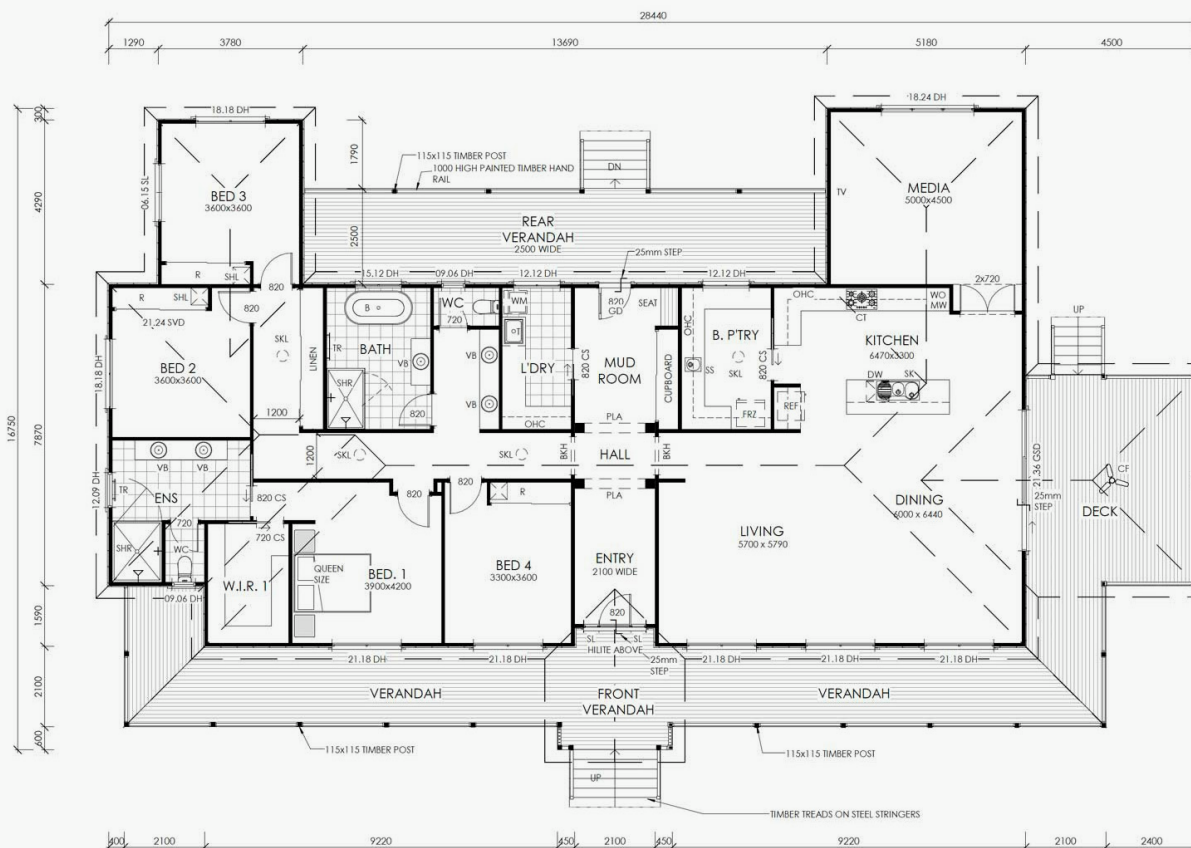 28440
1290
3780
13690
5180
4500
300
4290
7870
16750
1590
2100
600
1790
2500
18.18 DH
06.15 SL
BED 3
3600x3600
R
SHL
820
115x115 TIMBER POST
1000 HIGH PAINTED TIMBER HAND
RAIL
DN
REAR
VERANDAH
2500 WIDE
25mm STEP
15.12 DH
09.06 DH
12.12 DH
12.12 DH
18.24 DH
TV
MEDIA
5000x4500
2x720
UP
R
SHL
820
21.24 SVD
18.18 DH
BED 2
3600x3600
SKL
LINEN
1200
B
TR
BATH
VB
SHR
820
WC
720
VB
VB
WM
T
L'DRY
OHC
820
GD
SEAT
820 CS
MUD
ROOM
CUPBOARD
PLA
OHC
B. P'TRY
SS
SKL
FRZ
820 CS
REF
OHC
CT
WO
MW
KITCHEN
6470x3300
DW
SK
12.09 DH
TR
VB
VB
ENS
820 CS
720
SHR
WC
720 CS
W.I.R. 1
09.06 DH
1200
SKL
SKL
BKH
HALL
BKH
PLA
820
820
R
QUEEN
SIZE
BED. 1
3900x4200
BED 4
3300x3600
ENTRY
2100 WIDE
820
LIVING
5700 x 5790
DINING
6000 x 6440
21.36 GSD
25mm
STEP
CF
DECK
21.18 DH
21.18 DH
SL
SL
HILITE ABOVE
25mm
STEP
21.18 DH
21.18 DH
21.18 DH
VERANDAH
FRONT
VERANDAH
VERANDAH
115x115 TIMBER POST
115x115 TIMBER POST
UP
TIMBER TREADS ON STEEL STRINGERS
400
2100
9220
450
2100
450
9220
2100
2400